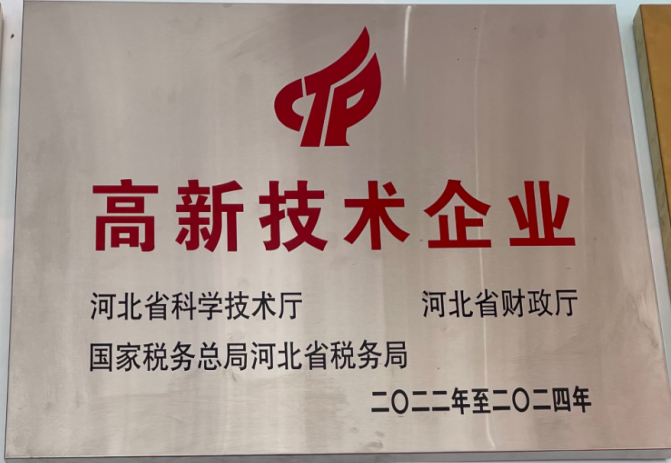 CTP
高新技术企业
河北省科学技术厅 河北省财政厅
国家税务总局河北省税务局
二〇二二年至二〇二四年